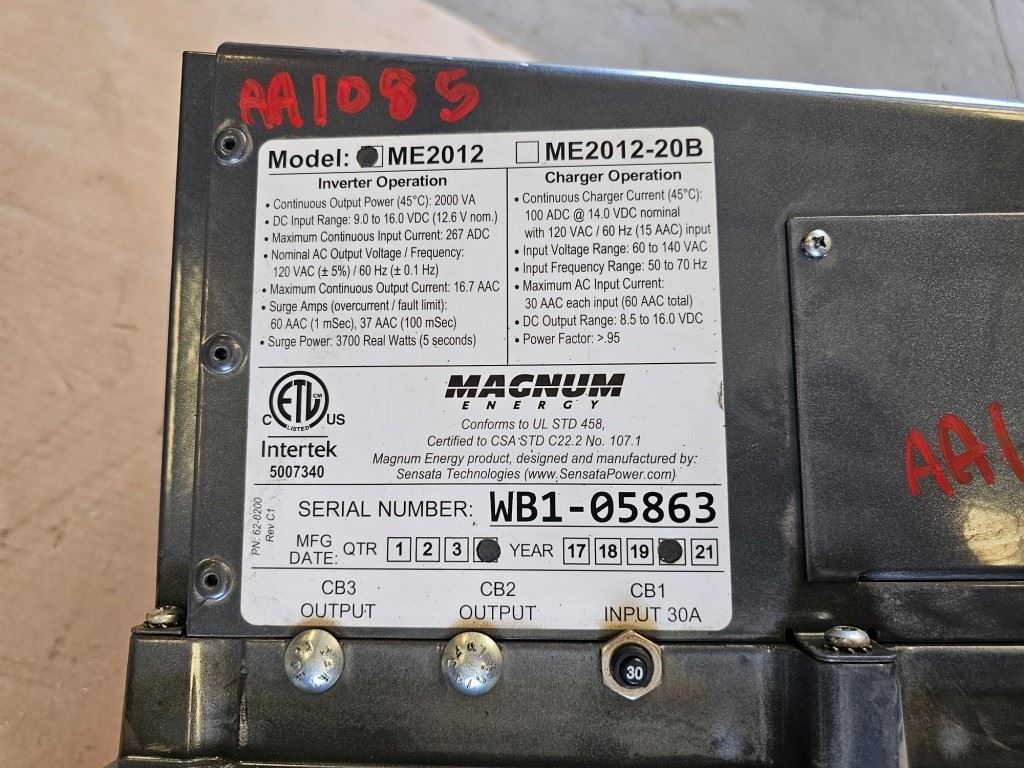 AA1085
Model: ME2012 ME2012-20B
Inverter Operation
• Continuous Output Power (45°C): 2000 VA
• DC Input Range: 9.0 to 16.0 VDC (12.6 V nom.)
• Maximum Continuous Input Current: 267 ADC
• Nominal AC Output Voltage / Frequency:
120 VAC (± 5%) / 60 Hz (± 0.1 Hz)
• Maximum Continuous Output Current: 16.7 AAC
• Surge Amps (overcurrent / fault limit):
60 AAC (1 mSec), 37 AAC (100 mSec)
• Surge Power: 3700 Real Watts (5 seconds)
Charger Operation
• Continuous Charger Current (45°C):
100 ADC @ 14.0 VDC nominal
with 120 VAC / 60 Hz (15 AAC) input
• Input Voltage Range: 60 to 140 VAC
• Input Frequency Range: 50 to 70 Hz
• Maximum AC Input Current:
30 AAC each input (60 AAC total)
• DC Output Range: 8.5 to 16.0 VDC
• Power Factor: >.95
C ETL CM LISTED US
Intertek
5007340
MAGNUM
ENERGY
Conforms to UL STD 458,
Certified to CSA STD C22.2 No. 107.1
Magnum Energy product, designed and manufactured by:
Sensata Technologies (www.SensataPower.com)
AA1
PN: 62-0200
Rev C1
SERIAL NUMBER: WB1-05863
MFG DATE: QTR 1 2 3 YEAR 17 18 19 21
CB3 OUTPUT
CB2 OUTPUT
CB1 INPUT 30A
30